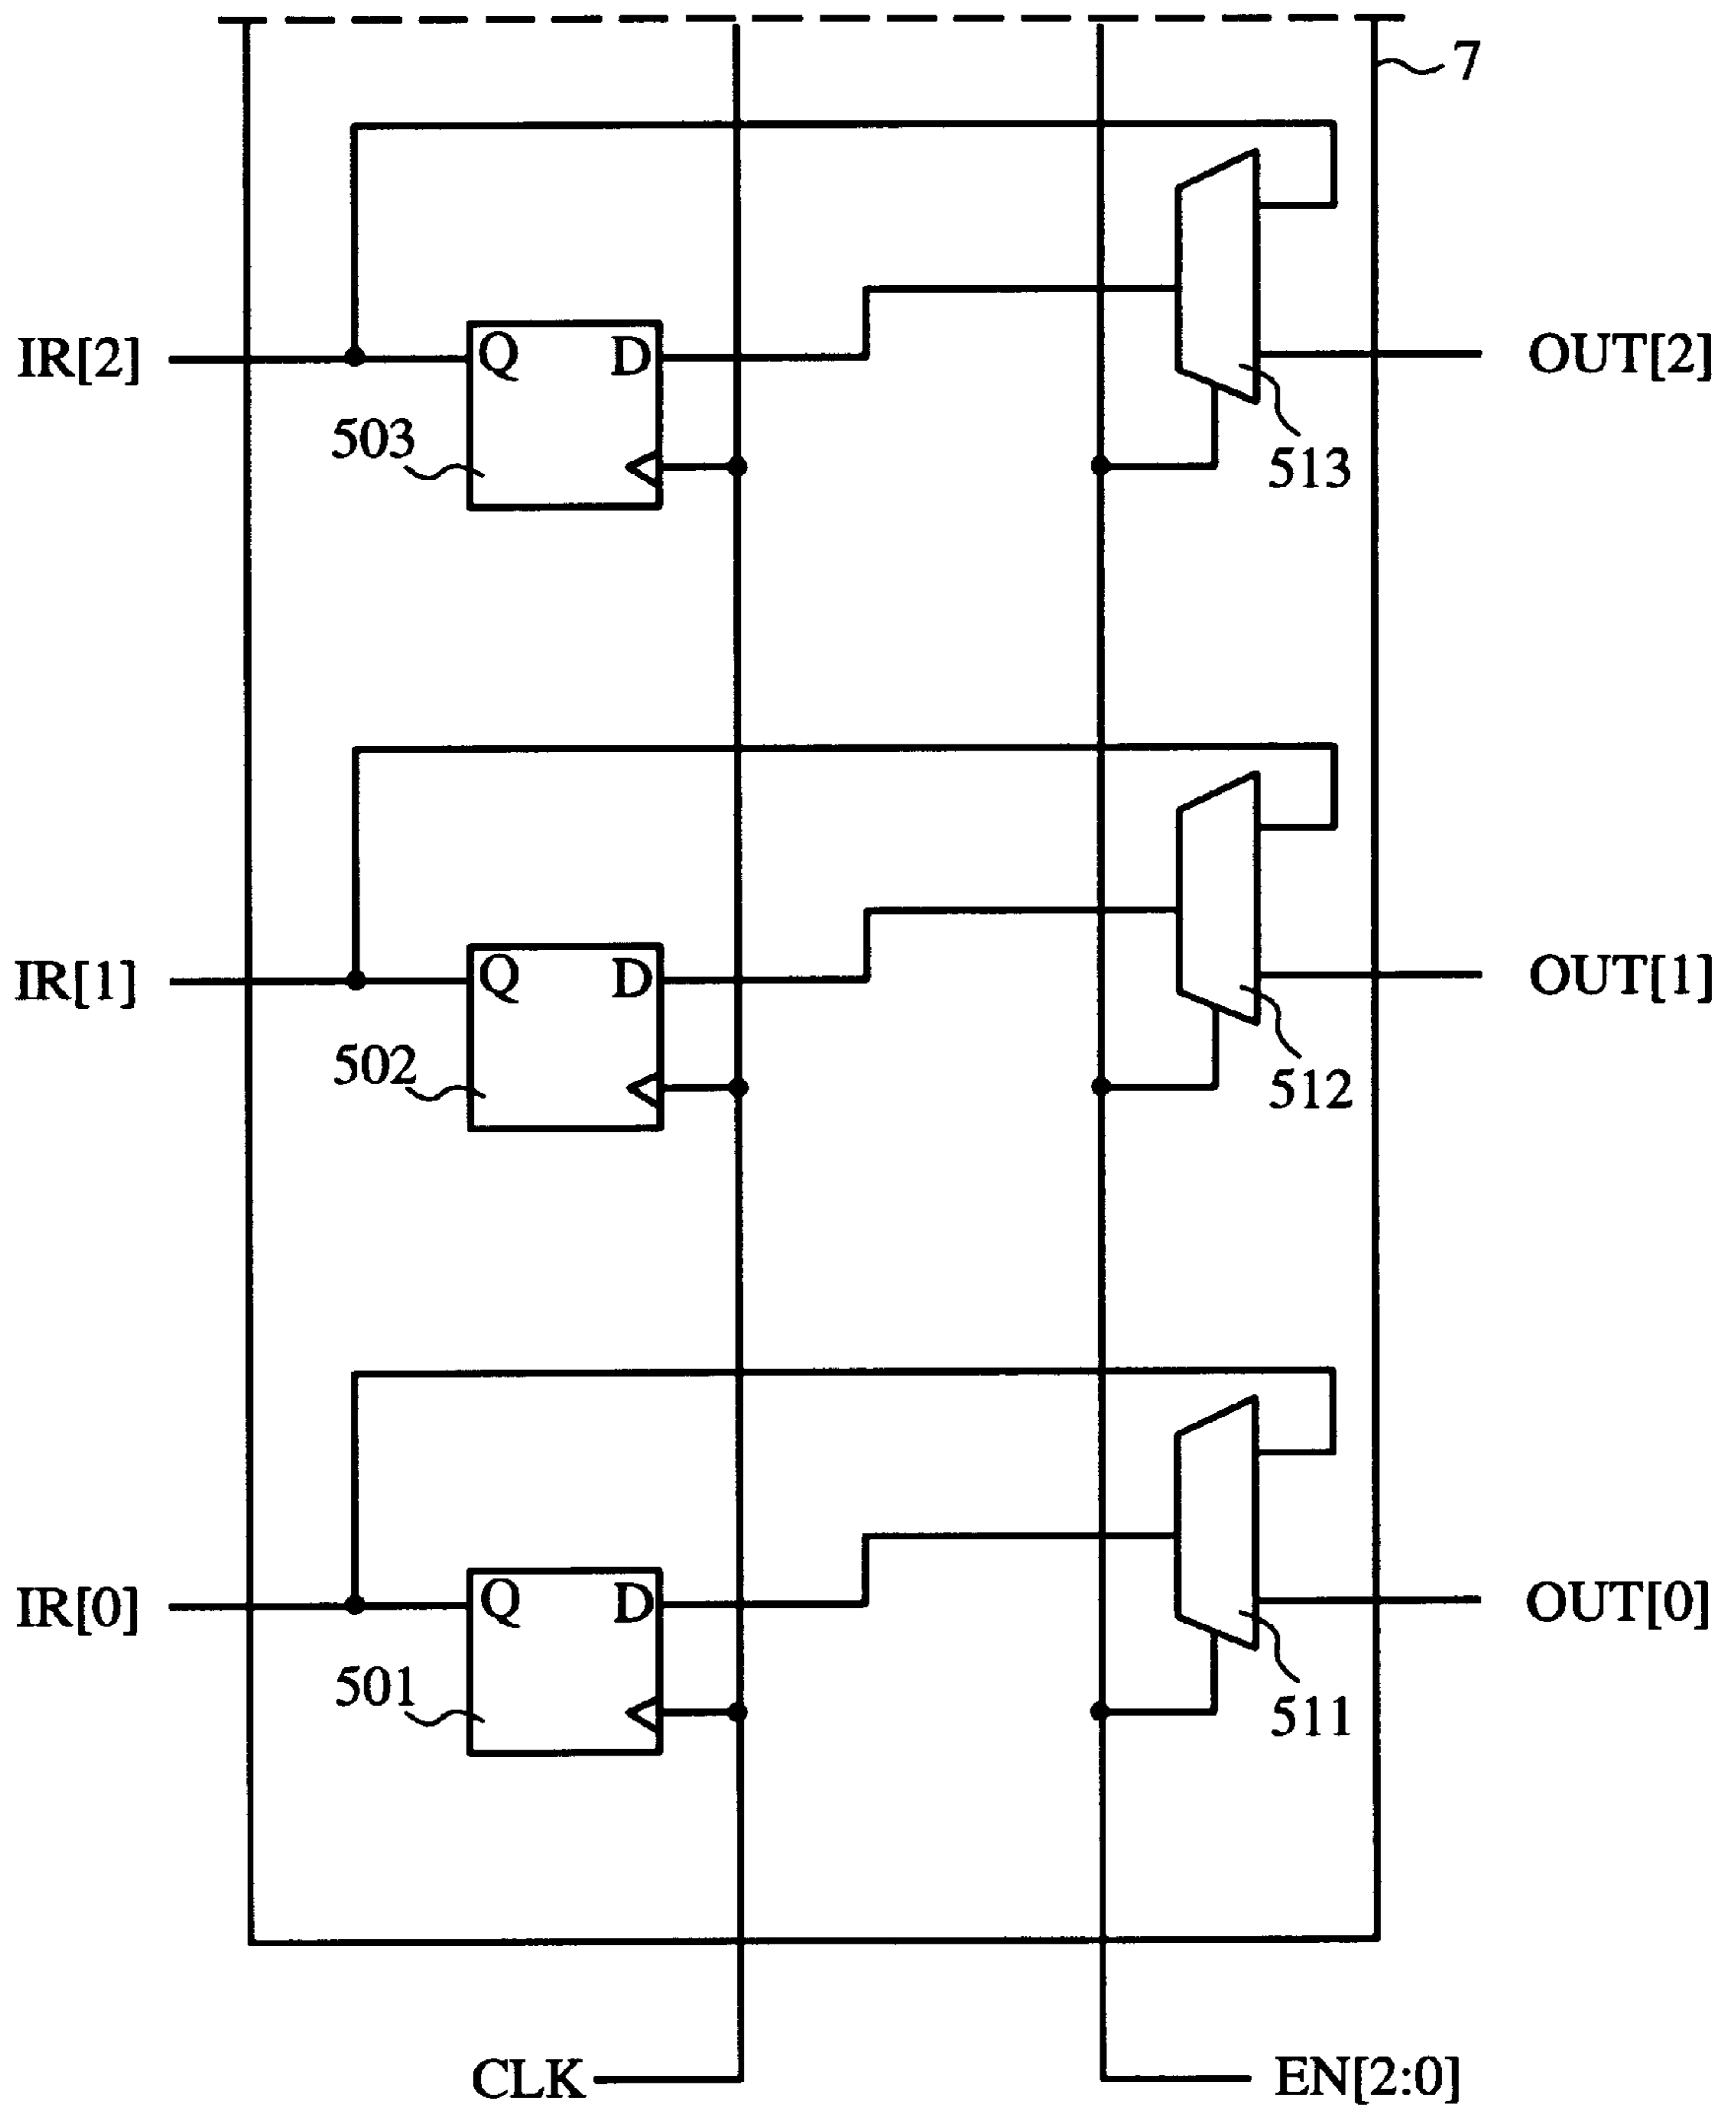 7
IR[2]
Q
D
OUT[2]
503
513
IR[1]
Q
D
OUT[1]
502
512
IR[0]
Q
D
OUT[0]
501
511
CLK
EN[2:0]